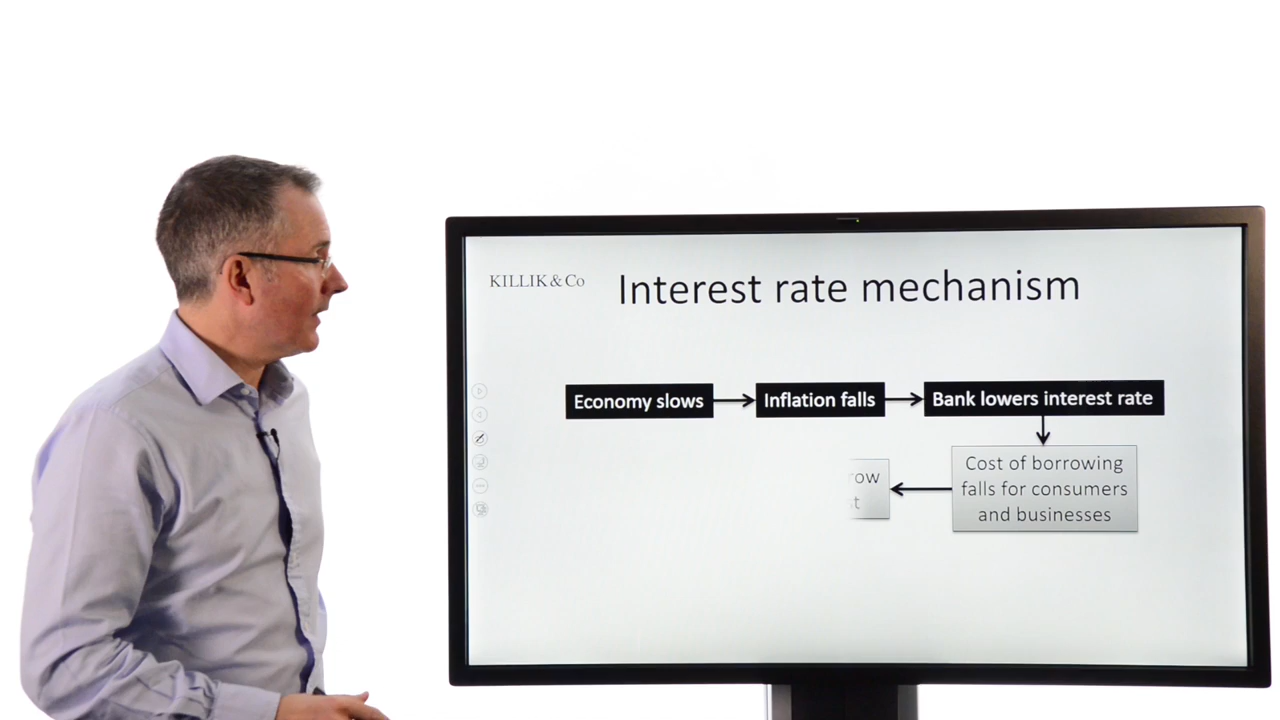 KILLIK & Co
Interest rate mechanism
Economy slows
Inflation falls
Bank lowers interest rate
Cost of borrowing
falls for consumers
and businesses